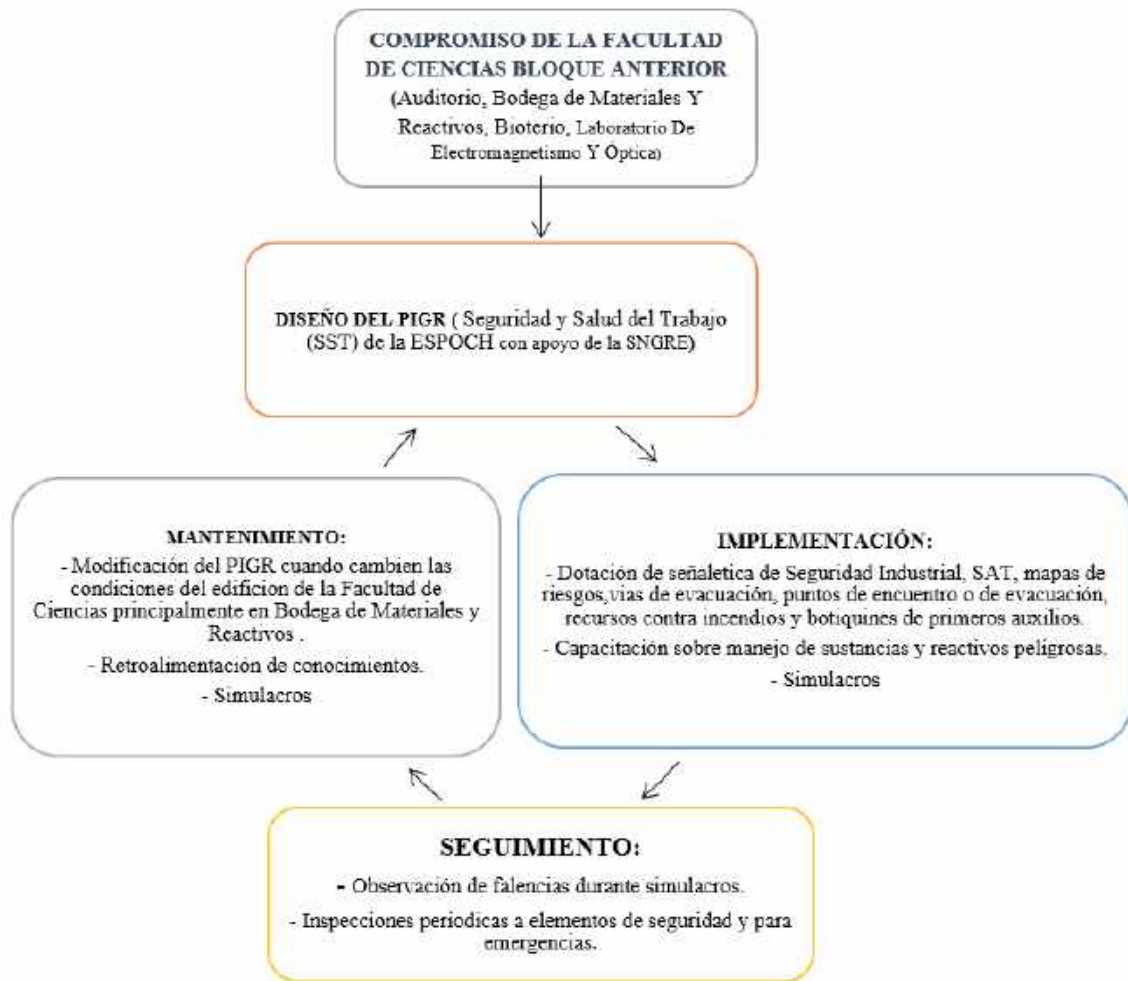 COMPROMISO DE LA FACULTAD
DE CIENCIAS BLOQUE ANTERIOR
(Auditorio, Bodega de Materiales Y
Reactivos, Bioterio, Laboratorio De
Electromagnetismo Y Óptica)
DISEÑO DEL PIGR ( Seguridad y Salud del Trabajo
(SST) de la ESPOCH con apoyo de la SNGRE)
MANTENIMIENTO:
- Modificación del PIGR cuando cambien las
condiciones del edificion de la Facultad de
Ciencias principalmente en Bodega de Materiales y
Reactivos .
- Retroalimentación de conocimientos.
- Simulacros
IMPLEMENTACIÓN:
- Dotación de señaletica de Seguridad Industrial, SAT, mapas de
riesgos,vias de evacuación, puntos de encuentro o de evacuación,
recursos contra incendios y botiquines de primeros auxilios.
- Capacitación sobre manejo de sustancias y reactivos peligrosas.
- Simulacros
SEGUIMIENTO:
- Observación de falencias durante simulacros.
- Inspecciones periodicas a elementos de seguridad y para
emergencias.